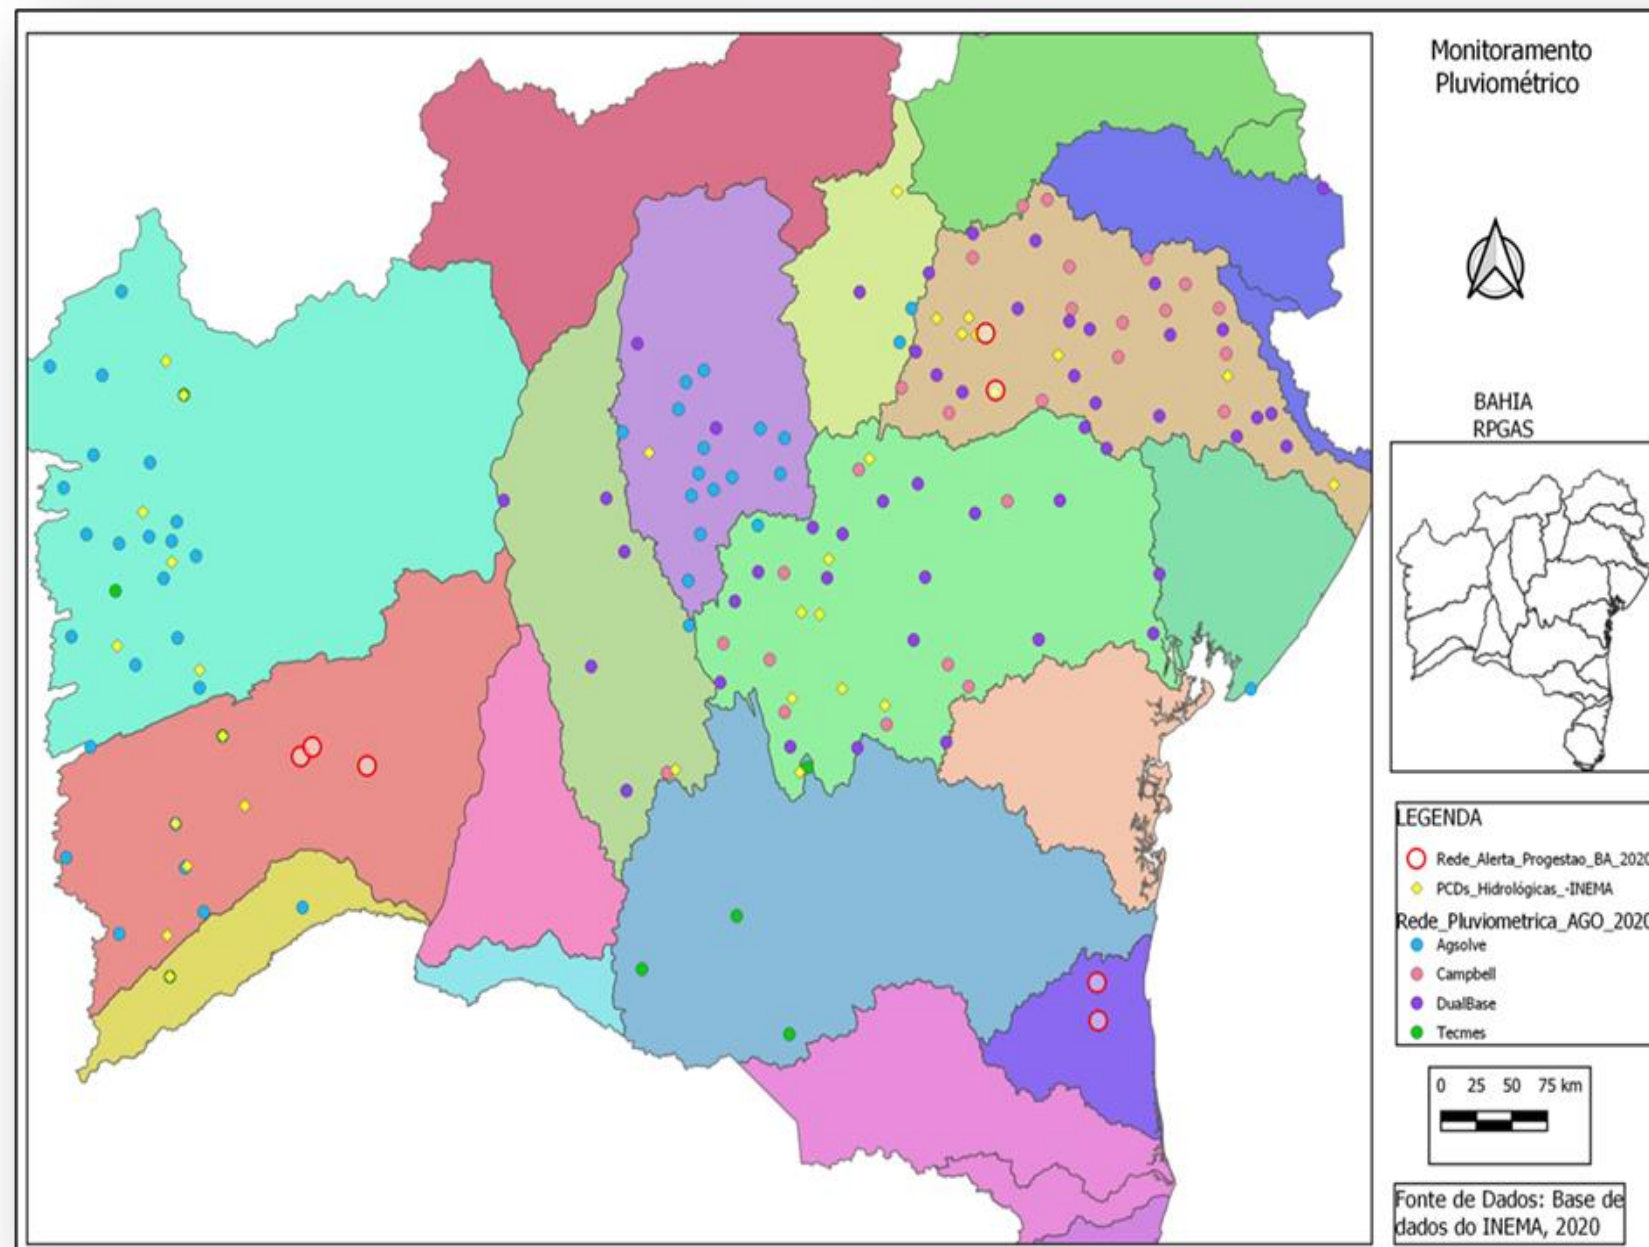 Monitoramento
Pluviométrico
BAHIA
RPGAS
LEGENDA
Rede_Alerta_Progestao_BA_2020
PCDs_Hidrológicas_-INEMA
Rede_Pluviometrica_AGO_2020
Agsolve
Campbell
DualBase
Tecmes
0 25 50 75 km
Fonte de Dados: Base de
dados do INEMA, 2020